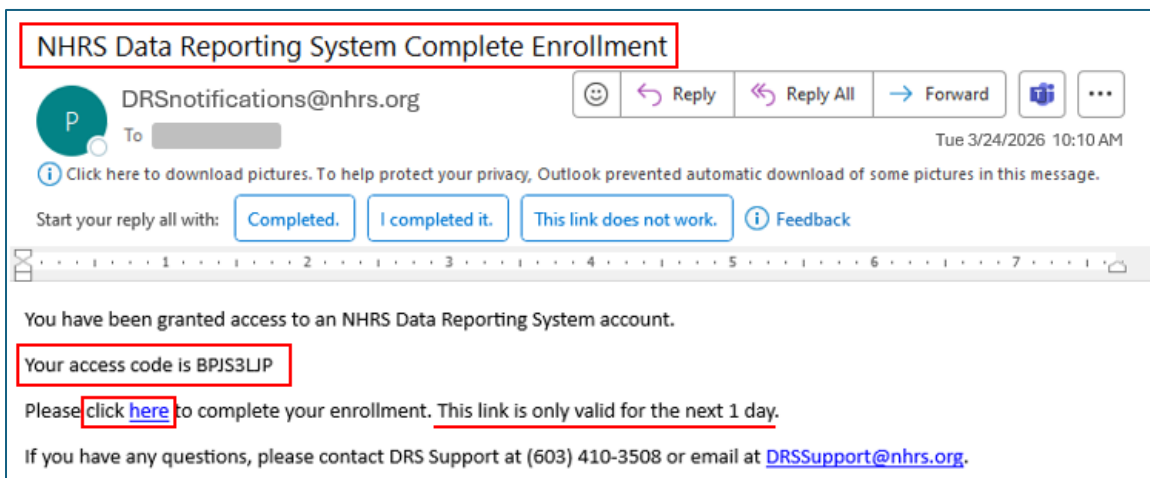 NHRS Data Reporting System Complete Enrollment
P
DRSnotifications@nhrs.org
Reply
Reply All
Forward
To
Tue 3/24/2026 10:10 AM
Click here to download pictures. To help protect your privacy, Outlook prevented automatic download of some pictures in this message.
Start your reply all with: Completed. I completed it. This link does not work. Feedback
1 2 3 4 5 6 7
You have been granted access to an NHRS Data Reporting System account.
Your access code is BPJS3LJP
Please click here to complete your enrollment. This link is only valid for the next 1 day.
If you have any questions, please contact DRS Support at (603) 410-3508 or email at DRSSupport@nhrs.org.